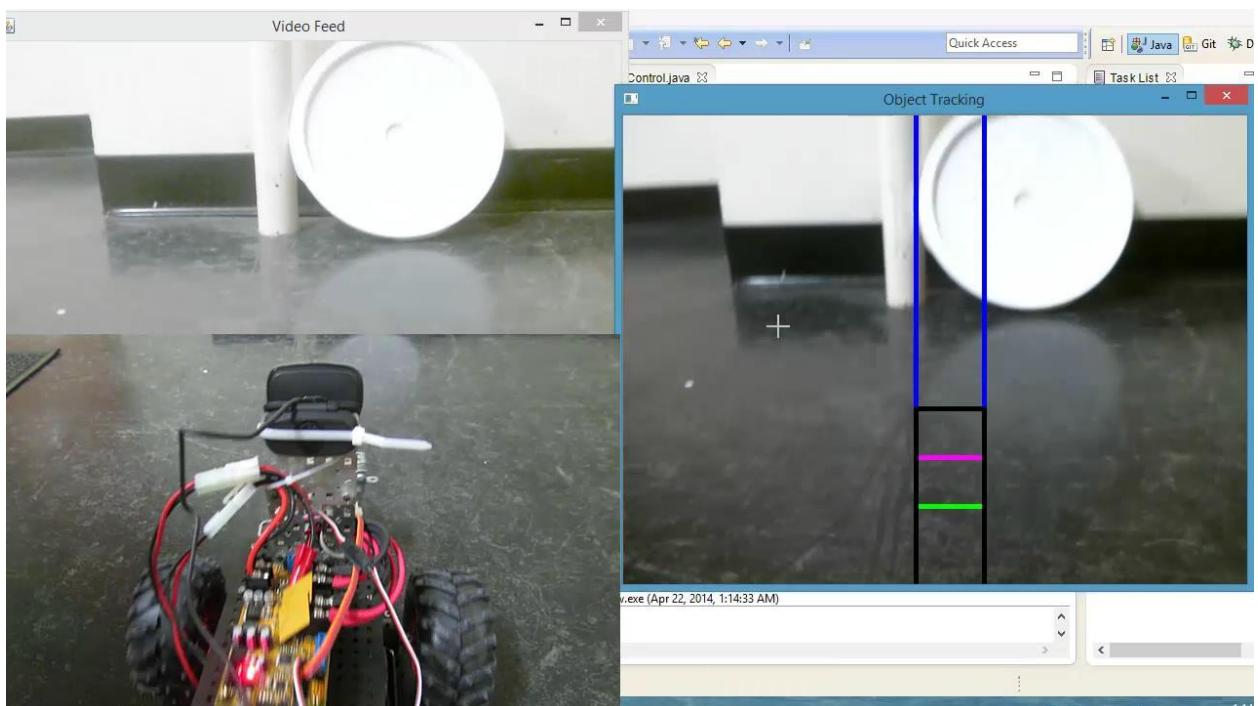 Video Feed
Quick Access
Java
Git
Control.java
Task List
Object Tracking
v.exe (Apr 22, 2014, 1:14:33 AM)